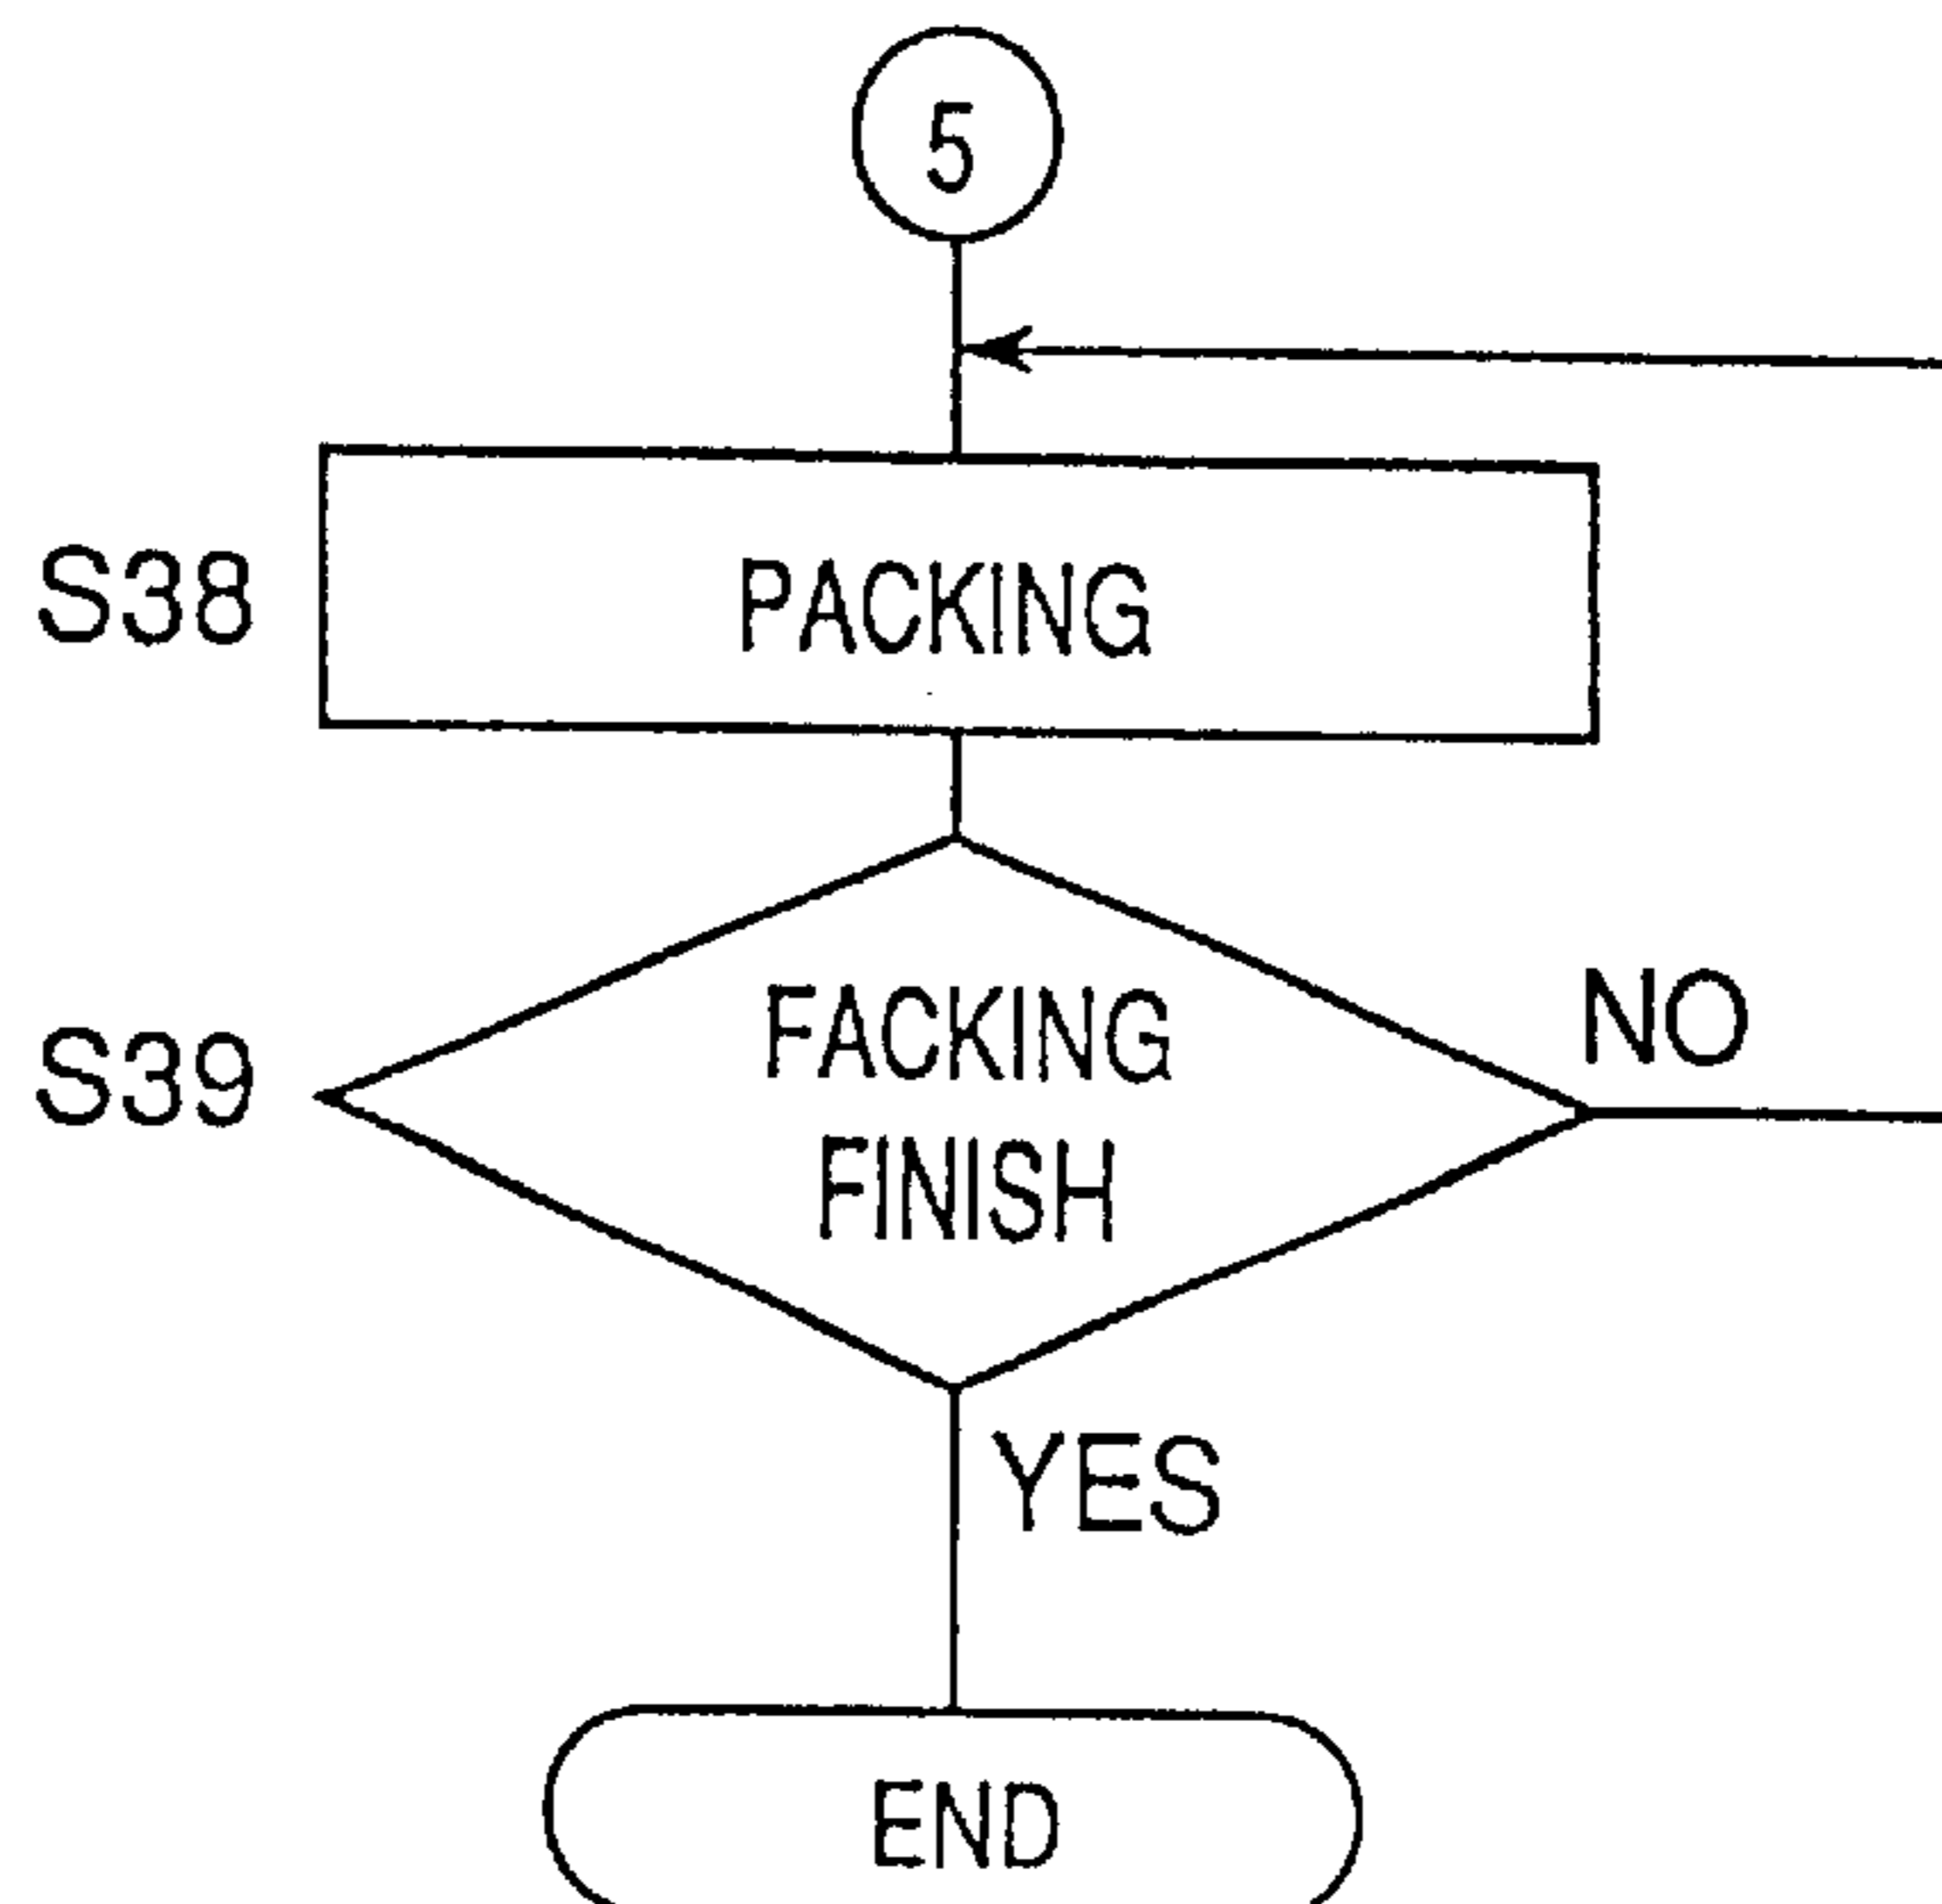 5
S38
PACKING
S39
FACKING
FINISH
NO
YES
END